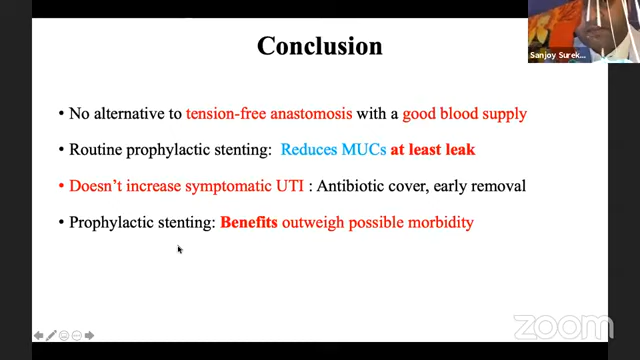 Sanjoy Surek...
Conclusion
• No alternative to tension-free anastomosis with a good blood supply
• Routine prophylactic stenting: Reduces MUCs at least leak
• Doesn't increase symptomatic UTI : Antibiotic cover, early removal
• Prophylactic stenting: Benefits outweigh possible morbidity
zoom